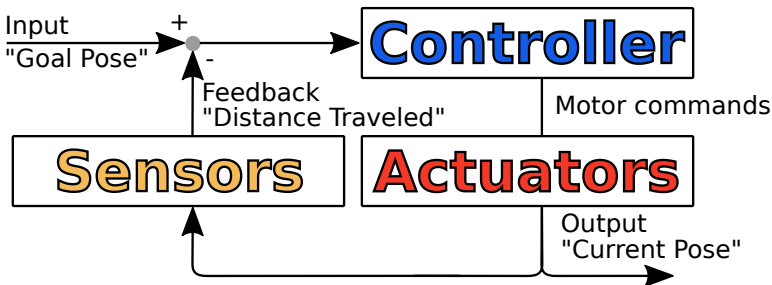 Input
"Goal Pose"
+
-
Controller
Feedback
"Distance Traveled"
Motor commands
Sensors
Actuators
Output
"Current Pose"